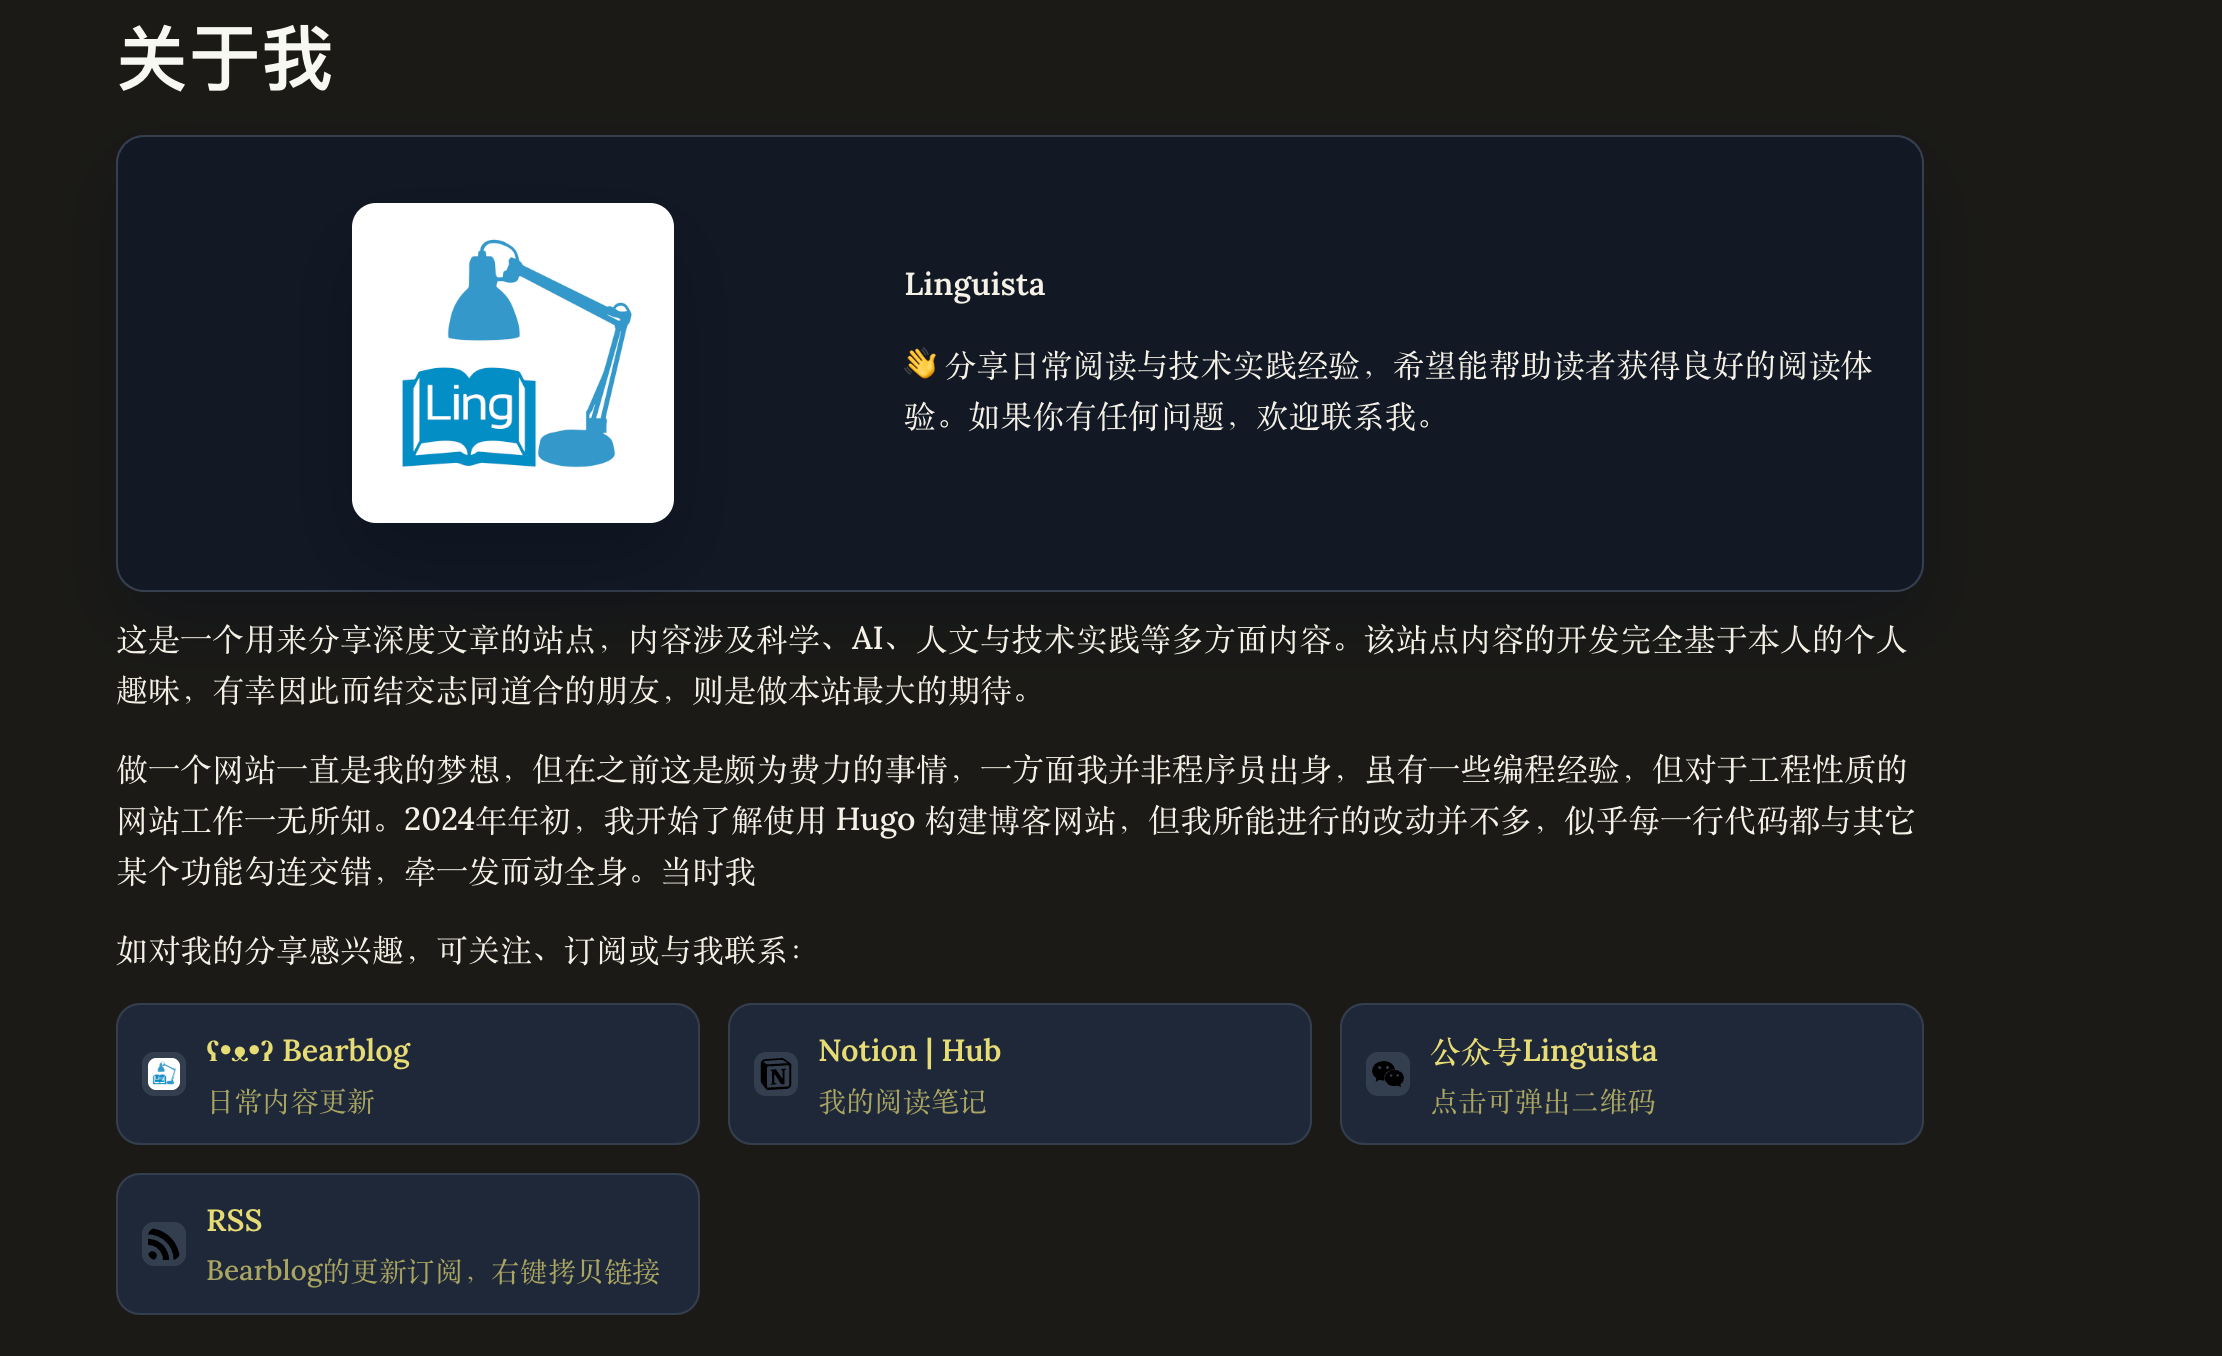 关于我
Ling
Linguista
👋 分享日常阅读与技术实践经验，希望能帮助读者获得良好的阅读体
验。如果你有任何问题，欢迎联系我。
这是一个用来分享深度文章的站点，内容涉及科学、AI、人文与技术实践等多方面内容。该站点内容的开发完全基于本人的个人
趣味，有幸因此而结交志同道合的朋友，则是做本站最大的期待。
做一个网站一直是我的梦想，但在之前这是颇为费力的事情，一方面我并非程序员出身，虽有一些编程经验，但对于工程性质的
网站工作一无所知。2024年年初，我开始了解使用 Hugo 构建博客网站，但我所能进行的改动并不多，似乎每一行代码都与其它
某个功能勾连交错，牵一发而动全身。当时我
如对我的分享感兴趣，可关注、订阅或与我联系：
ʕ•ᴥ•ʔ Bearblog
日常内容更新
Notion | Hub
我的阅读笔记
公众号Linguista
点击可弹出二维码
RSS
Bearblog的更新订阅，右键拷贝链接